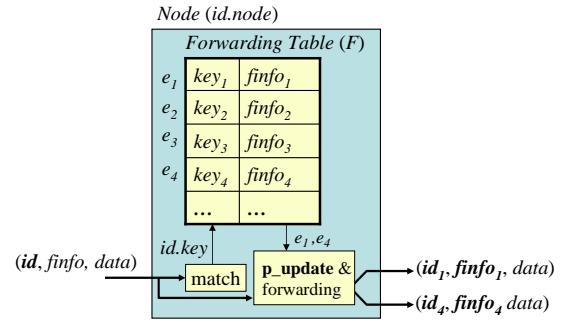 Node (id.node)
Forwarding Table (F)
e1 key1 finfo1
e2 key2 finfo2
e3 key3 finfo3
e4 key4 finfo4
... ...
id.key e1,e4
(id, finfo, data)
match
p_update &
forwarding
(id1, finfo1, data)
(id4, finfo4 data)